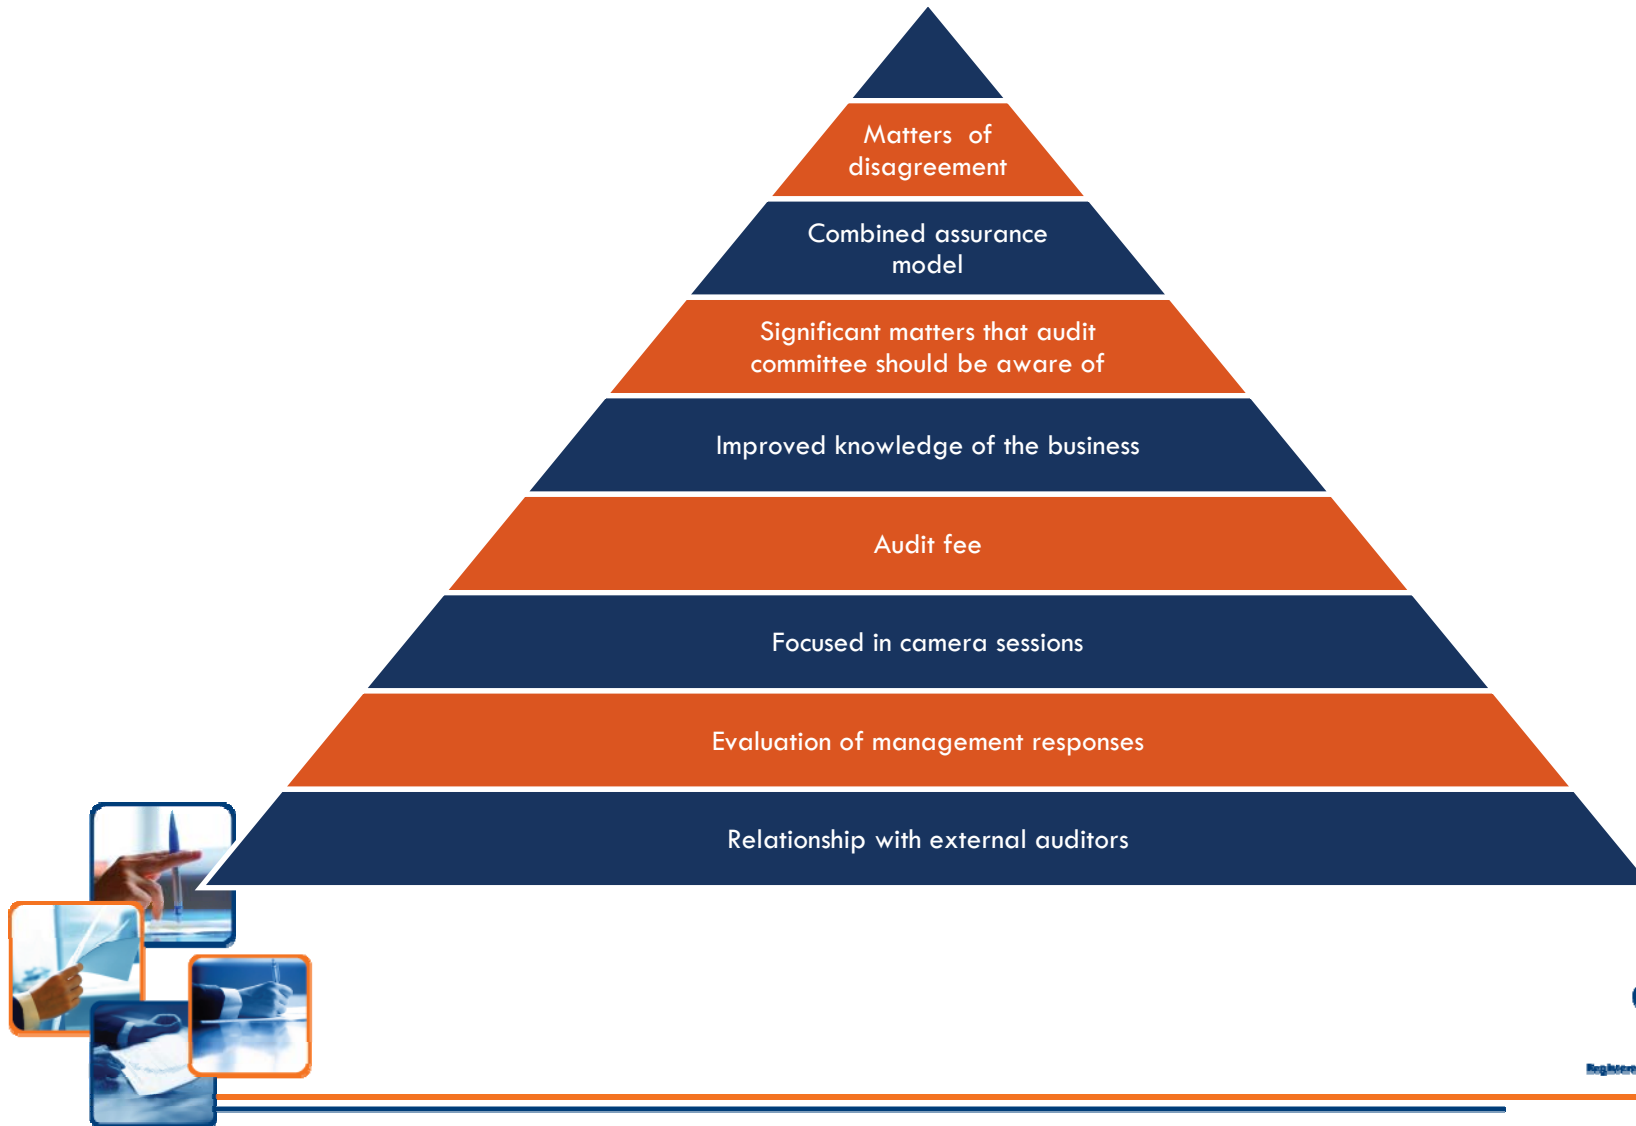 Matters of
disagreement
Combined assurance
model
Significant matters that audit
committee should be aware of
Improved knowledge of the business
Audit fee
Focused in camera sessions
Evaluation of management responses
Relationship with external auditors